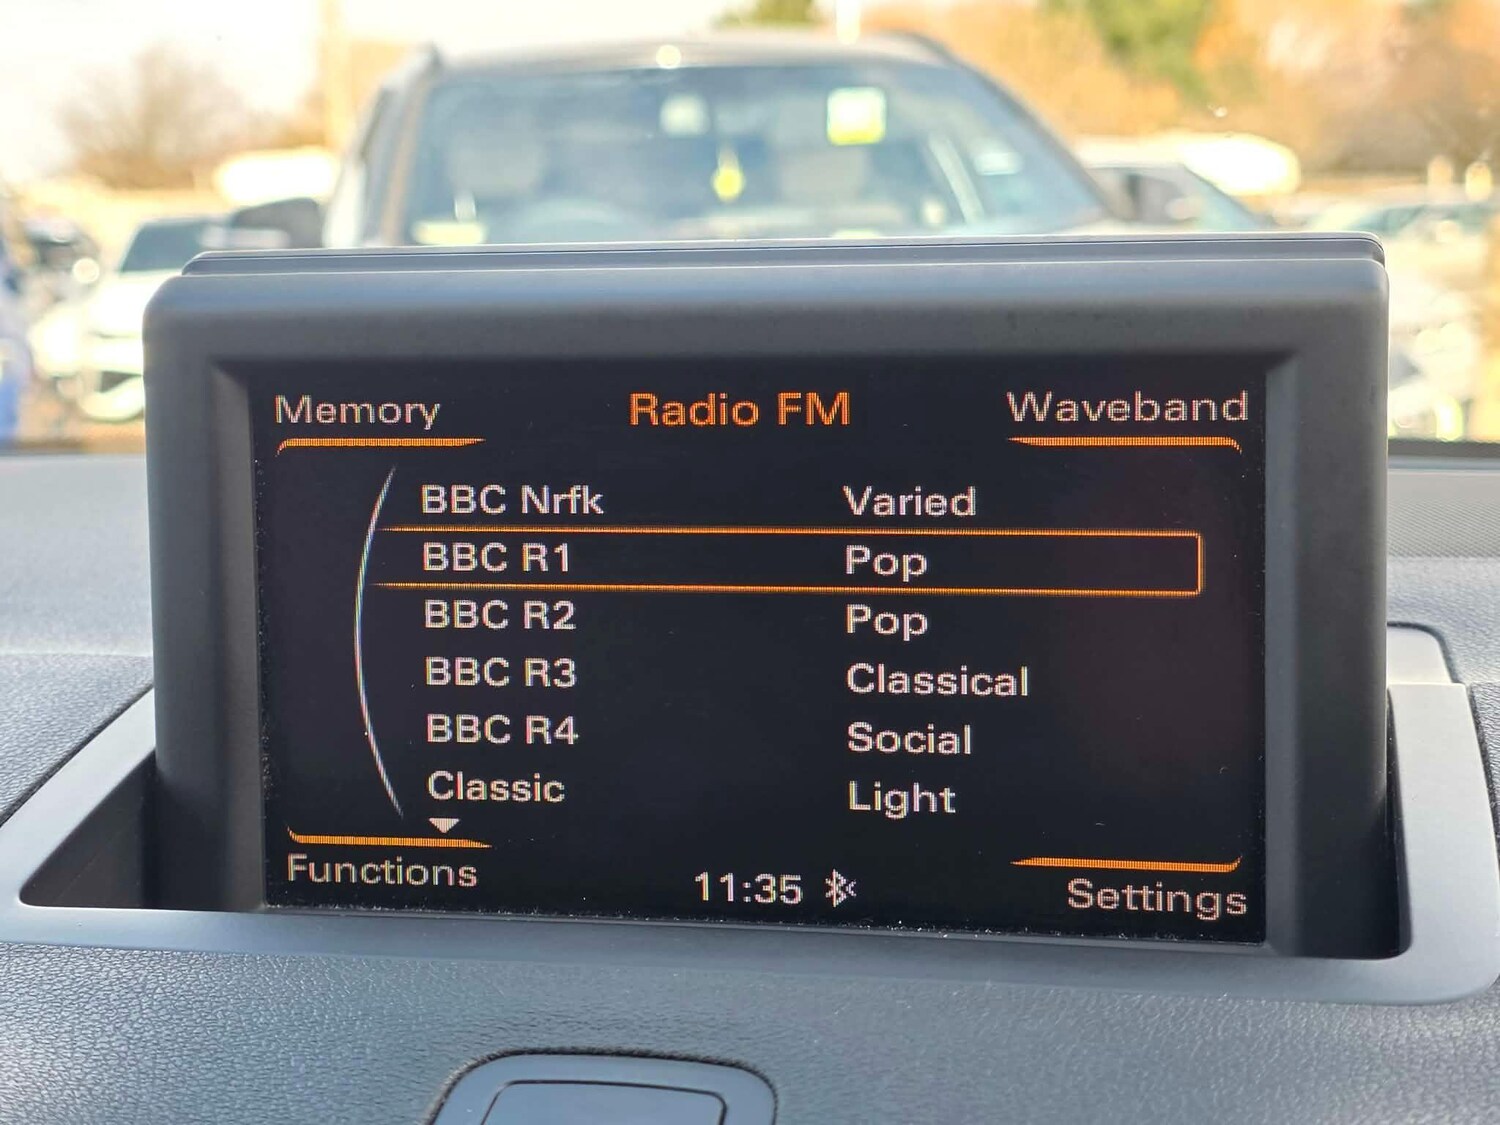 Memory Radio FM Waveband
BBC Nrfk Varied
BBC R1 Pop
BBC R2 Pop
BBC R3 Classical
BBC R4 Social
Classic Light
Functions 11:35 Settings